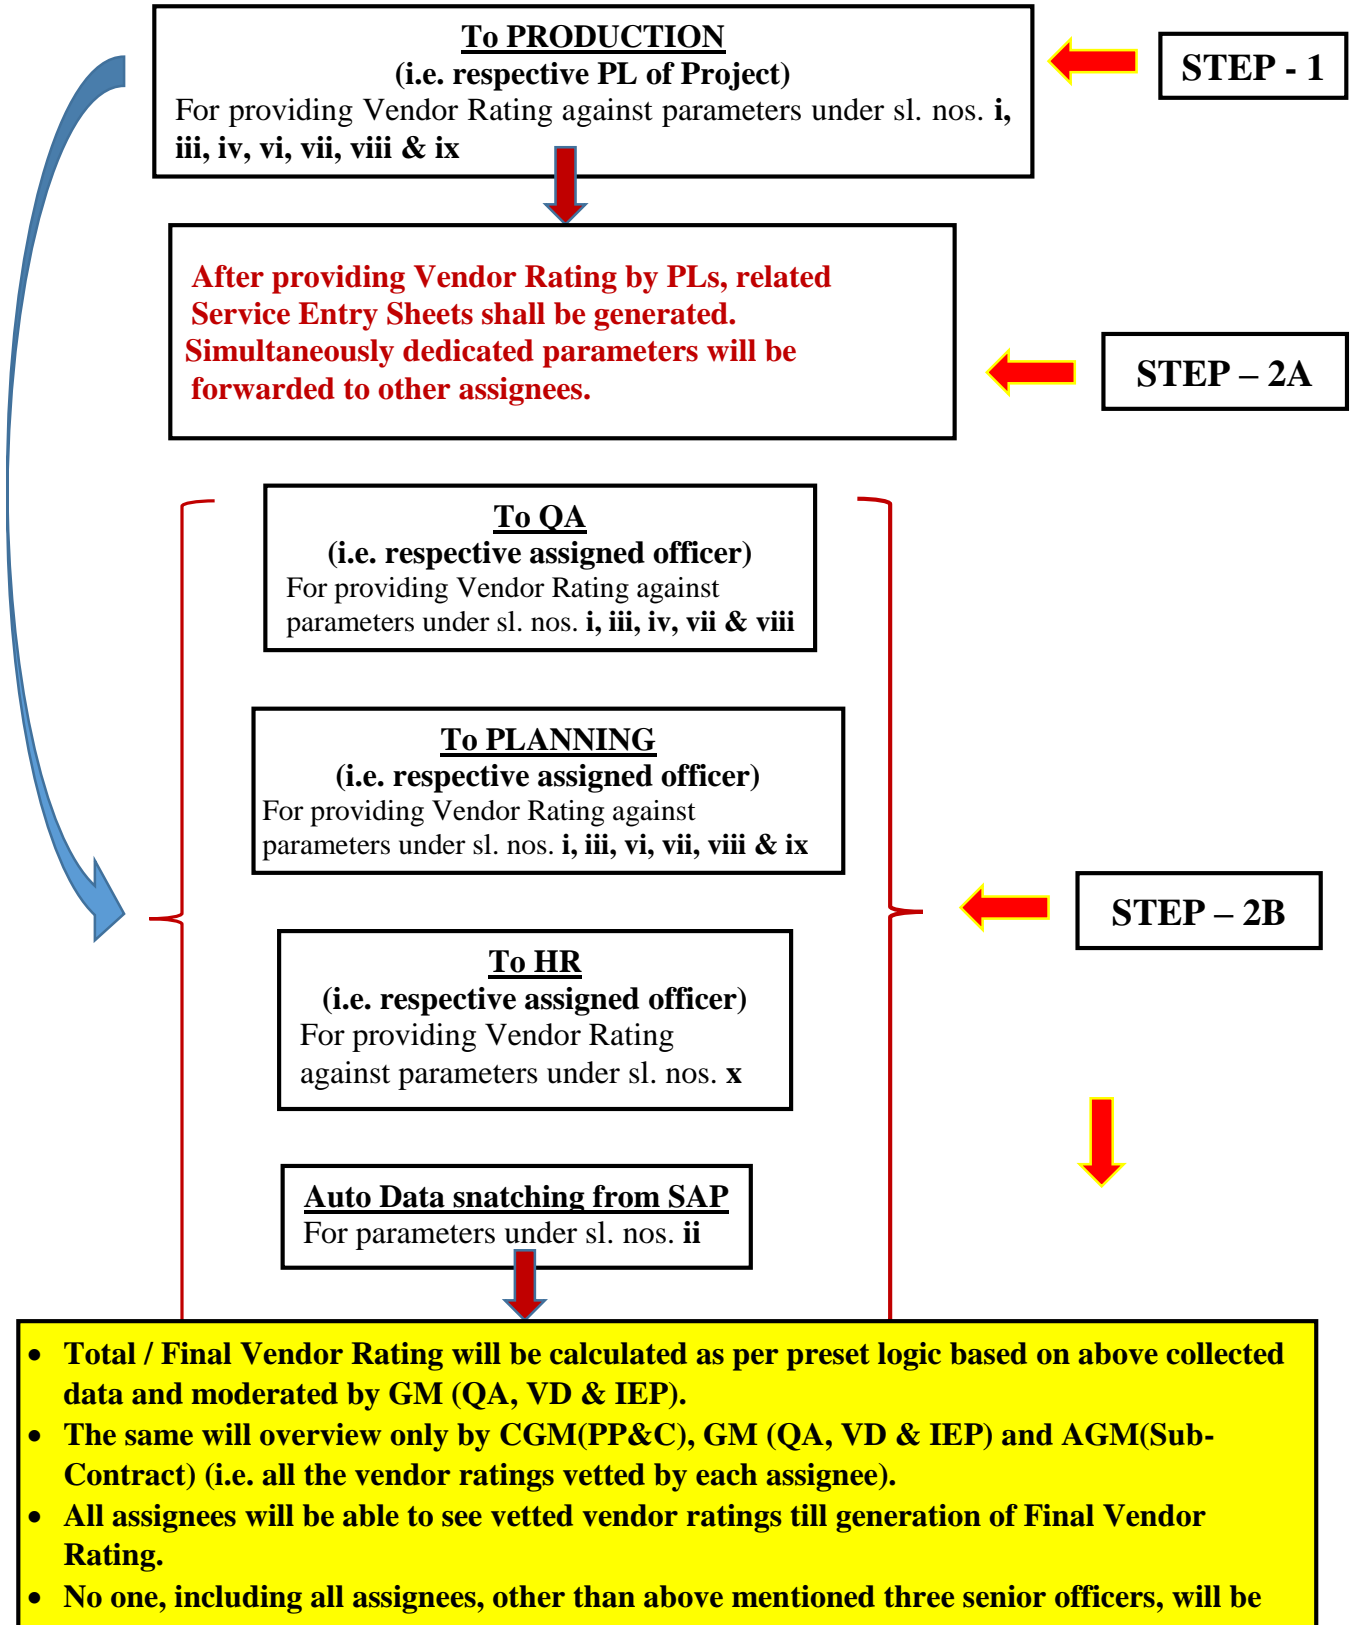 To PRODUCTION
(i.e. respective PL of Project)
For providing Vendor Rating against parameters under sl. nos. i,
iii, iv, vi, vii, viii & ix
STEP - 1
After providing Vendor Rating by PLs, related
Service Entry Sheets shall be generated.
Simultaneously dedicated parameters will be
forwarded to other assignees.
STEP – 2A
To QA
(i.e. respective assigned officer)
For providing Vendor Rating against
parameters under sl. nos. i, iii, iv, vii & viii
To PLANNING
(i.e. respective assigned officer)
For providing Vendor Rating against
parameters under sl. nos. i, iii, vi, vii, viii & ix
STEP – 2B
To HR
(i.e. respective assigned officer)
For providing Vendor Rating
against parameters under sl. nos. x
Auto Data snatching from SAP
For parameters under sl. nos. ii
• Total / Final Vendor Rating will be calculated as per preset logic based on above collected
data and moderated by GM (QA, VD & IEP).
• The same will overview only by CGM(PP&C), GM (QA, VD & IEP) and AGM(Sub-
Contract) (i.e. all the vendor ratings vetted by each assignee).
• All assignees will be able to see vetted vendor ratings till generation of Final Vendor
Rating.
• No one, including all assignees, other than above mentioned three senior officers, will be